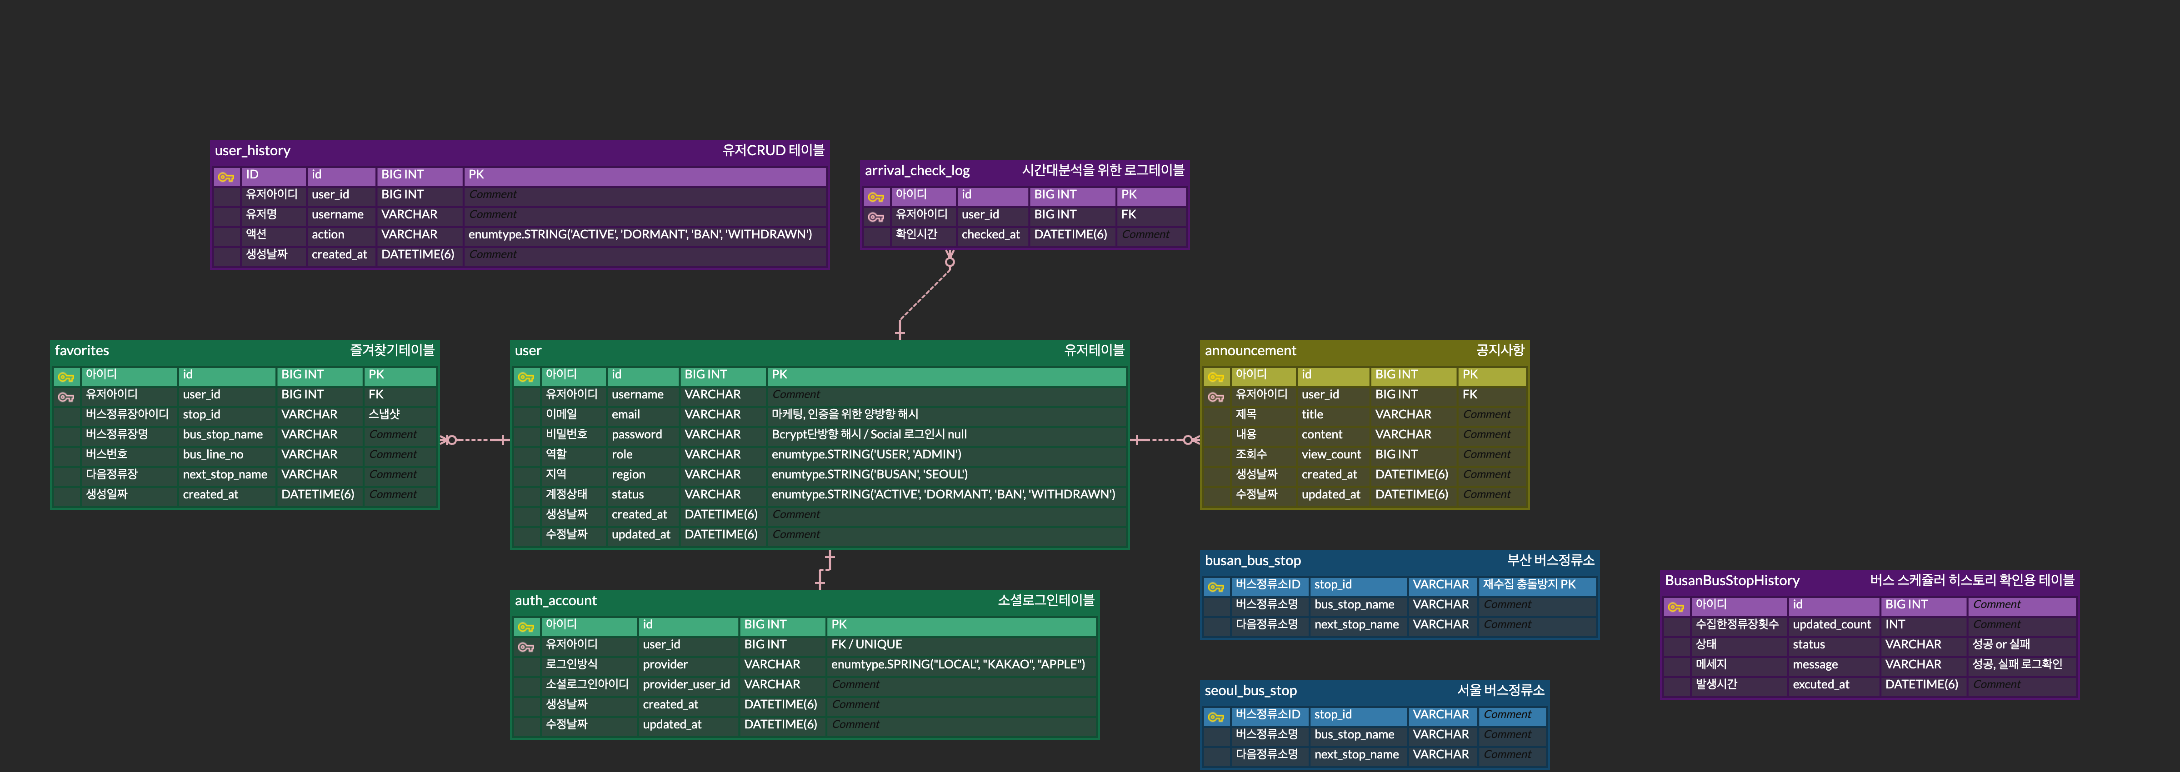 user_history 유저CRUD 테이블
ID id BIG INT PK
유저아이디 user_id BIG INT Comment
유저명 username VARCHAR Comment
액션 action VARCHAR enumtype.STRING('ACTIVE', 'DORMANT', 'BAN', 'WITHDRAWN')
생성날짜 created_at DATETIME(6) Comment
arrival_check_log 시간대분석을 위한 로그테이블
아이디 id BIG INT PK
유저아이디 user_id BIG INT FK
확인시간 checked_at DATETIME(6) Comment
favorites 즐겨찾기테이블
아이디 id BIG INT PK
유저아이디 user_id BIG INT FK
버스정류장아이디 stop_id VARCHAR 스냅샷
버스정류장명 bus_stop_name VARCHAR Comment
버스번호 bus_line_no VARCHAR Comment
다음정류장 next_stop_name VARCHAR Comment
생성일짜 created_at DATETIME(6) Comment
user 유저테이블
아이디 id BIG INT PK
유저아이디 username VARCHAR Comment
이메일 email VARCHAR 마케팅, 인증을 위한 양방향 해시
비밀번호 password VARCHAR Bcrypt단방향 해시 / Social 로그인시 null
역할 role VARCHAR enumtype.STRING('USER', 'ADMIN')
지역 region VARCHAR enumtype.STRING('BUSAN', 'SEOUL')
계정상태 status VARCHAR enumtype.STRING('ACTIVE', 'DORMANT', 'BAN', 'WITHDRAWN')
생성날짜 created_at DATETIME(6) Comment
수정날짜 updated_at DATETIME(6) Comment
announcement 공지사항
아이디 id BIG INT PK
유저아이디 user_id BIG INT FK
제목 title VARCHAR Comment
내용 content VARCHAR Comment
조회수 view_count BIG INT Comment
생성날짜 created_at DATETIME(6) Comment
수정날짜 updated_at DATETIME(6) Comment
auth_account 소셜로그인테이블
아이디 id BIG INT PK
유저아이디 user_id BIG INT FK / UNIQUE
로그인방식 provider VARCHAR enumtype.SPRING("LOCAL", "KAKAO", "APPLE")
소셜로그인아이디 provider_user_id VARCHAR Comment
생성날짜 created_at DATETIME(6) Comment
수정날짜 updated_at DATETIME(6) Comment
busan_bus_stop 부산 버스정류소
버스정류소ID stop_id VARCHAR 재수집 충돌방지 PK
버스정류소명 bus_stop_name VARCHAR Comment
다음정류소명 next_stop_name VARCHAR Comment
BusanBusStopHistory 버스 스케쥴러 히스토리 확인용 테이블
아이디 id BIG INT Comment
수집한정류장횟수 updated_count INT Comment
상태 status VARCHAR 성공 or 실패
메세지 message VARCHAR 성공, 실패 로그확인
발생시간 excuted_at DATETIME(6) Comment
seoul_bus_stop 서울 버스정류소
버스정류소ID stop_id VARCHAR Comment
버스정류소명 bus_stop_name VARCHAR Comment
다음정류소명 next_stop_name VARCHAR Comment